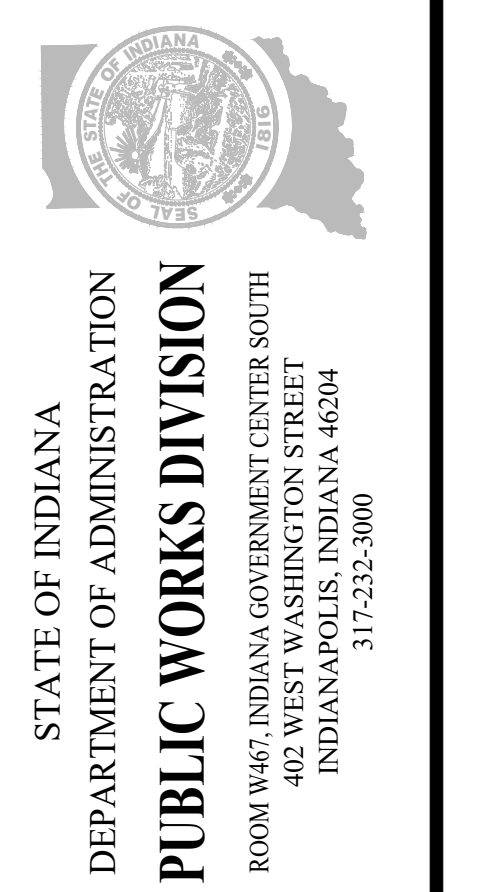 SEAL OF THE STATE OF INDIANA
1816
STATE OF INDIANA
DEPARTMENT OF ADMINISTRATION
PUBLIC WORKS DIVISION
ROOM W467, INDIANA GOVERNMENT CENTER SOUTH
402 WEST WASHINGTON STREET
INDIANAPOLIS, INDIANA 46204
317-232-3000